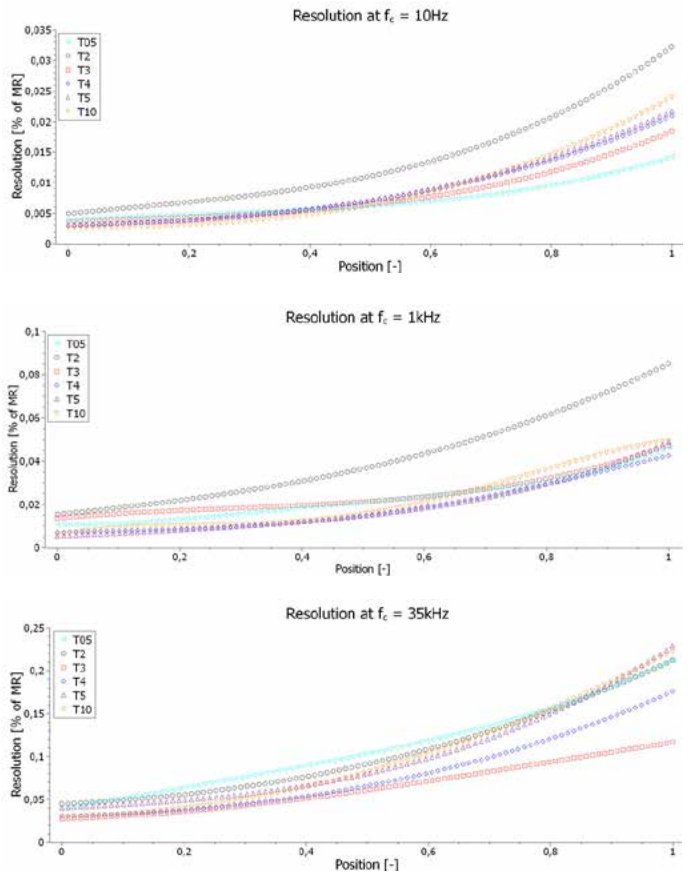 Resolution at fc = 10Hz
Resolution [% of MR]
0,035
0,03
0,025
0,02
0,015
0,01
0,005
0
T05
T2
T3
T4
T5
T10
0 0,2 0,4 0,6 0,8 1
Position [-]
Resolution at fc = 1kHz
Resolution [% of MR]
0,1
0,08
0,06
0,04
0,02
0
T05
T2
T3
T4
T5
T10
0 0,2 0,4 0,6 0,8 1
Position [-]
Resolution at fc = 35kHz
Resolution [% of MR]
0,25
0,2
0,15
0,1
0,05
0
T05
T2
T3
T4
T5
T10
0 0,2 0,4 0,6 0,8 1
Position [-]